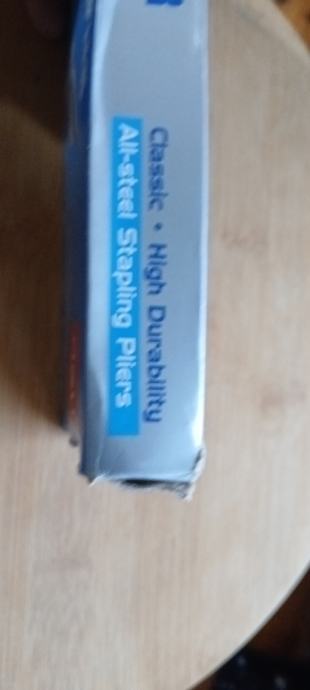 Classic • High Durability
All-steel Stapling Pliers